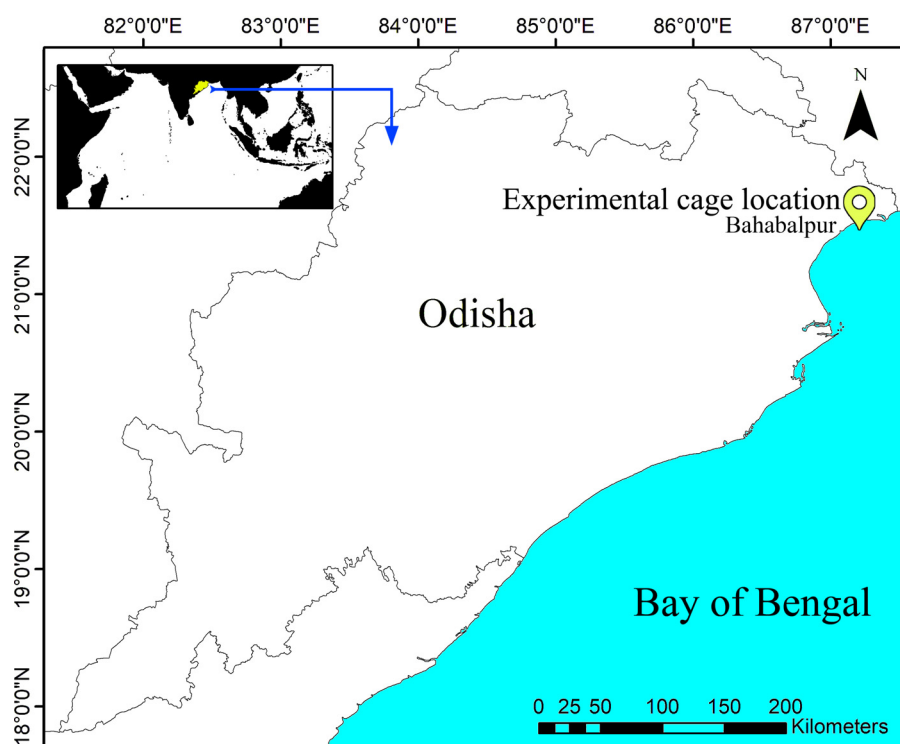 82°0'0"E 83°0'0"E 84°0'0"E 85°0'0"E 86°0'0"E 87°0'0"E
N
22°0'0"N
Experimental cage location
Bahabalpur
21°0'0"N
Odisha
20°0'0"N
19°0'0"N
Bay of Bengal
18°0'0"N
0 25 50 100 150 200
Kilometers